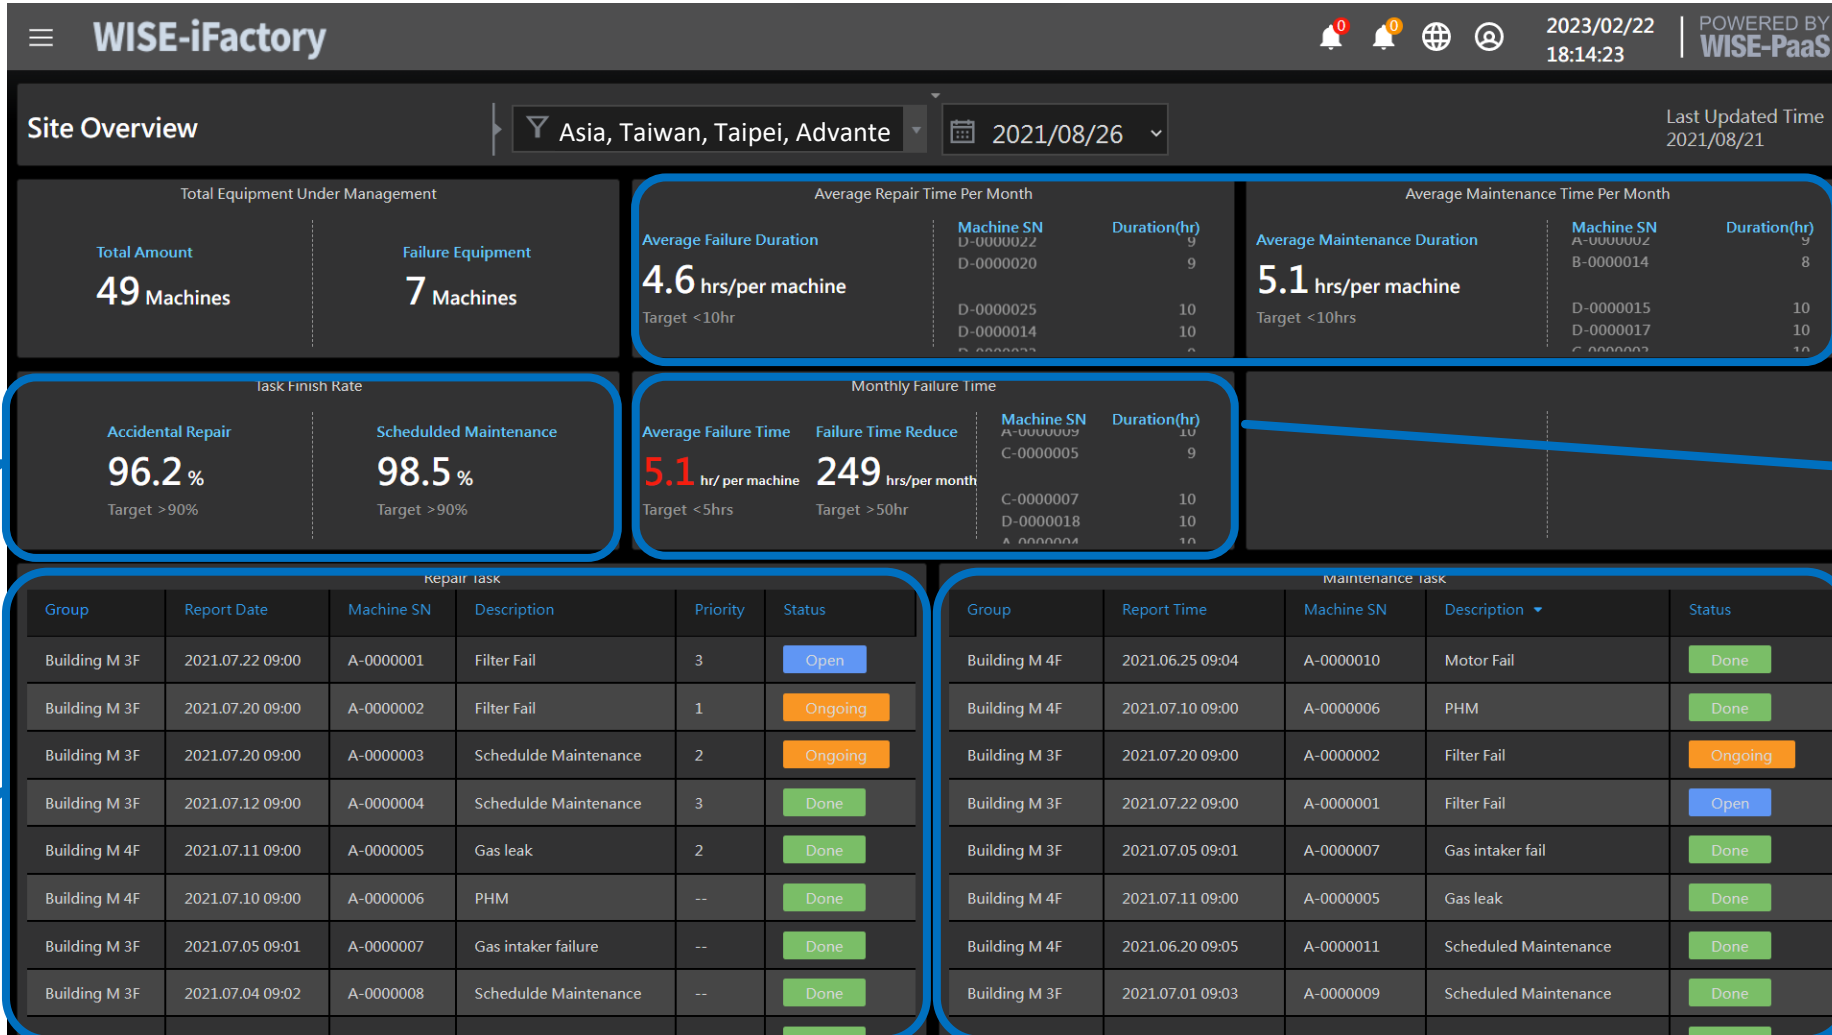 WISE-iFactory
0
0
2023/02/22
18:14:23
POWERED BY
WISE-PaaS
Site Overview
Asia, Taiwan, Taipei, Advante
2021/08/26
Last Updated Time
2021/08/21
Total Equipment Under Management
Total Amount
49 Machines
Failure Equipment
7 Machines
Average Repair Time Per Month
Average Failure Duration
4.6 hrs/per machine
Target <10hr
Machine SN Duration(hr)
D-0000022 9
D-0000020 9
D-0000025 10
D-0000014 10
Average Maintenance Time Per Month
Average Maintenance Duration
5.1 hrs/per machine
Target <10hrs
Machine SN Duration(hr)
A-0000002 9
B-0000014 8
D-0000015 10
D-0000017 10
C-0000003 10
Task Finish Rate
Accidental Repair
96.2 %
Target >90%
Schedulded Maintenance
98.5 %
Target >90%
Monthly Failure Time
Average Failure Time
5.1 hr/ per machine
Target <5hrs
Failure Time Reduce
249 hrs/per month
Target >50hr
Machine SN Duration(hr)
A-0000009 10
C-0000005 9
C-0000007 10
D-0000018 10
A-0000004 10
Repair Task
Group Report Date Machine SN Description Priority Status
Building M 3F 2021.07.22 09:00 A-0000001 Filter Fail 3 Open
Building M 3F 2021.07.20 09:00 A-0000002 Filter Fail 1 Ongoing
Building M 3F 2021.07.20 09:00 A-0000003 Schedulde Maintenance 2 Ongoing
Building M 3F 2021.07.12 09:00 A-0000004 Schedulde Maintenance 3 Done
Building M 4F 2021.07.11 09:00 A-0000005 Gas leak 2 Done
Building M 4F 2021.07.10 09:00 A-0000006 PHM -- Done
Building M 3F 2021.07.05 09:01 A-0000007 Gas intaker failure -- Done
Building M 3F 2021.07.04 09:02 A-0000008 Schedulde Maintenance -- Done
Maintenance Task
Group Report Time Machine SN Description Status
Building M 4F 2021.06.25 09:04 A-0000010 Motor Fail Done
Building M 4F 2021.07.10 09:00 A-0000006 PHM Done
Building M 3F 2021.07.20 09:00 A-0000002 Filter Fail Ongoing
Building M 3F 2021.07.22 09:00 A-0000001 Filter Fail Open
Building M 3F 2021.07.05 09:01 A-0000007 Gas intaker fail Done
Building M 4F 2021.07.11 09:00 A-0000005 Gas leak Done
Building M 4F 2021.06.20 09:05 A-0000011 Scheduled Maintenance Done
Building M 3F 2021.07.01 09:03 A-0000009 Scheduled Maintenance Done